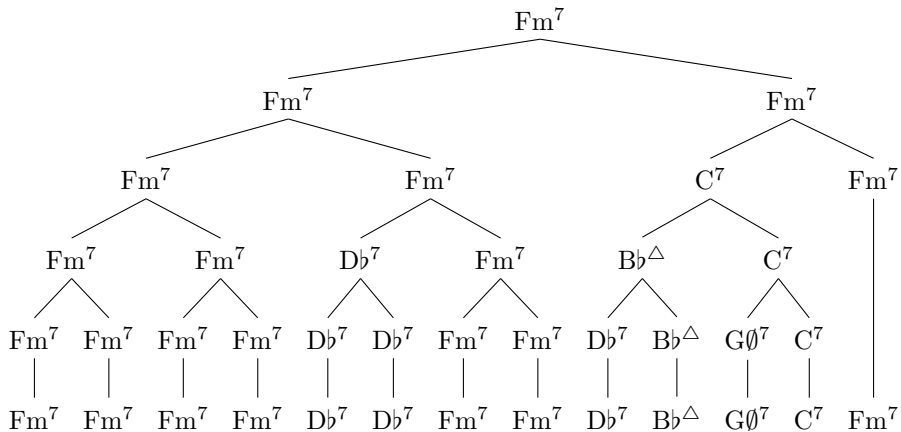 Fm⁷
Fm⁷ Fm⁷
Fm⁷ Fm⁷ C⁷ Fm⁷
Fm⁷ Fm⁷ D♭⁷ Fm⁷ B♭△ C⁷
Fm⁷ Fm⁷ Fm⁷ Fm⁷ D♭⁷ D♭⁷ Fm⁷ Fm⁷ D♭⁷ B♭△ G∅⁷ C⁷
Fm⁷ Fm⁷ Fm⁷ Fm⁷ D♭⁷ D♭⁷ Fm⁷ Fm⁷ D♭⁷ B♭△ G∅⁷ C⁷ Fm⁷